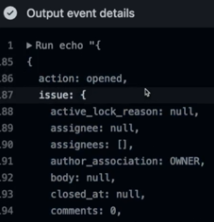 Output event details
1 ▸ Run echo "{
85 {
86 action: opened,
87 issue: {
88 active_lock_reason: null,
89 assignee: null,
90 assignees: [],
91 author_association: OWNER,
92 body: null,
93 closed_at: null,
94 comments: 0,